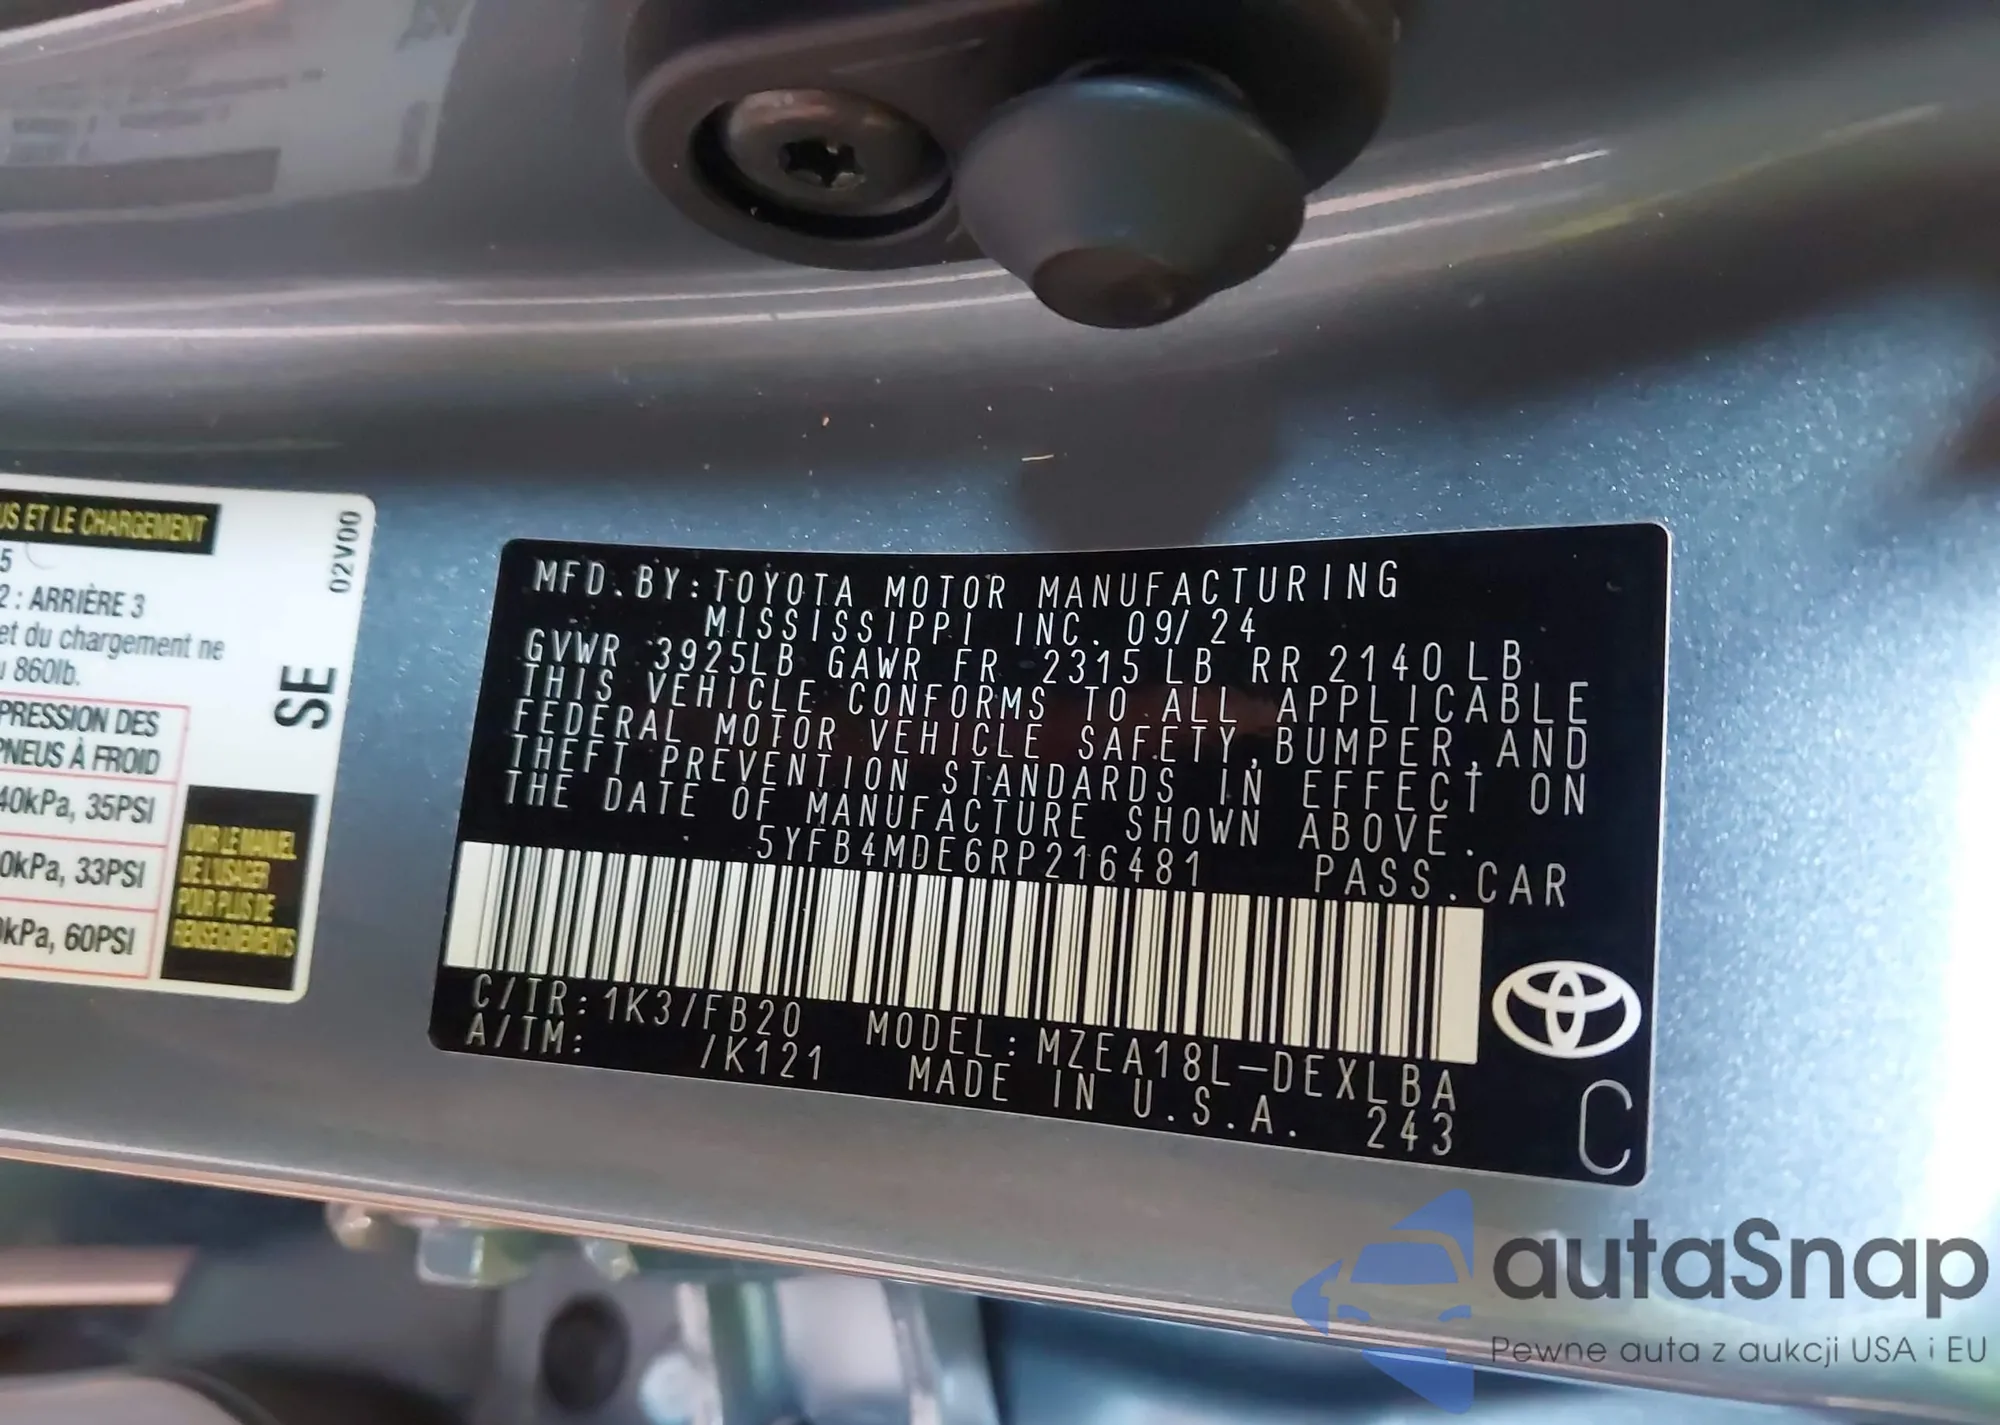 US ET LE CHARGEMENT
5
2 : ARRIÈRE 3
et du chargement ne
860lb.
PRESSION DES
PNEUS À FROID
40kPa, 35PSI
0kPa, 33PSI
kPa, 60PSI
02V00
SE
VOIR LE MANUEL
DE L'USAGER
POUR PLUS DE
RENSEIGNEMENTS
MFD. BY: TOYOTA MOTOR MANUFACTURING
MISSISSIPPI INC. 09/24
GVWR 3925LB GAWR FR 2315 LB RR 2140 LB
THIS VEHICLE CONFORMS TO ALL APPLICABLE
FEDERAL MOTOR VEHICLE SAFETY, BUMPER, AND
THEFT PREVENTION STANDARDS IN EFFECT ON
THE DATE OF MANUFACTURE SHOWN ABOVE.
5YFB4MDE6RP216481 PASS. CAR
C/TR: 1K3/FB20 MODEL: MZEA18L-DEXLBA
A/TM: /K121 MADE IN U.S.A. 243
C
autaSnap
Pewne auta z aukcji USA i EU